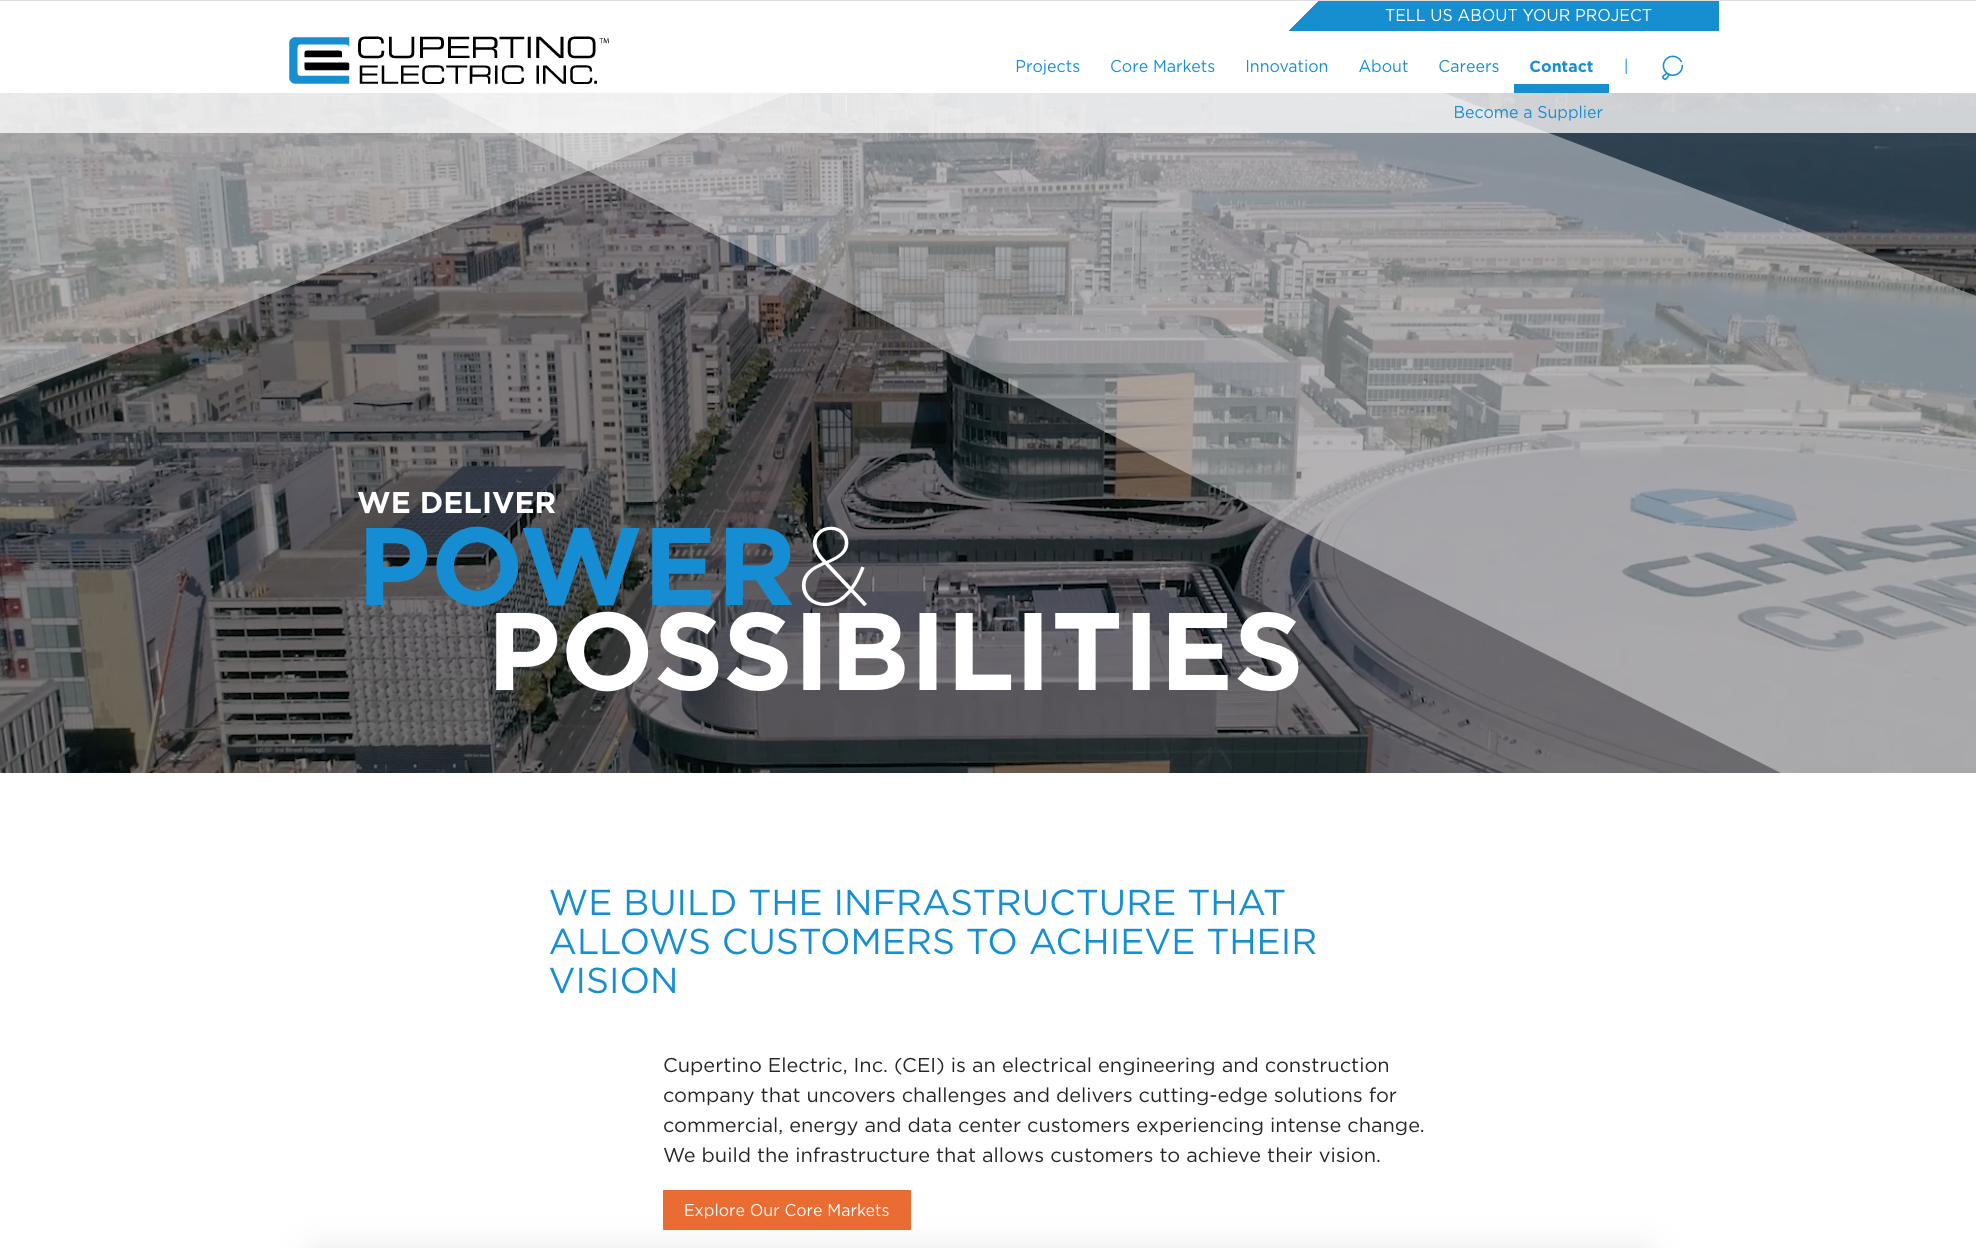 TELL US ABOUT YOUR PROJECT
CUPERTINO™
ELECTRIC INC.
Projects Core Markets Innovation About Careers Contact |
Become a Supplier
CHASE
WE DELIVER
POWER &
POSSIBILITIES
WE BUILD THE INFRASTRUCTURE THAT
ALLOWS CUSTOMERS TO ACHIEVE THEIR
VISION
Cupertino Electric, Inc. (CEI) is an electrical engineering and construction
company that uncovers challenges and delivers cutting-edge solutions for
commercial, energy and data center customers experiencing intense change.
We build the infrastructure that allows customers to achieve their vision.
Explore Our Core Markets